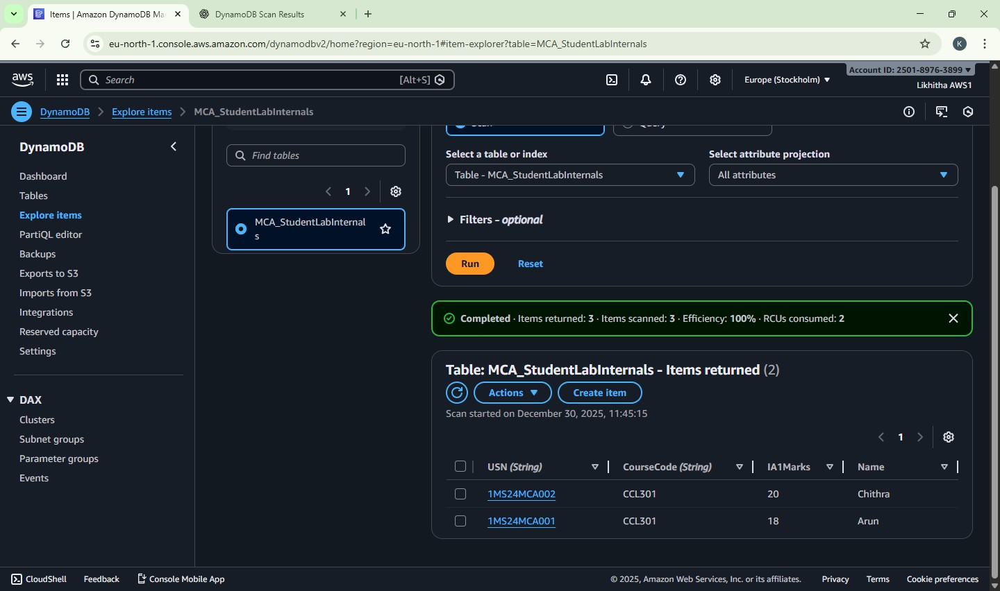 Items | Amazon DynamoDB Ma
DynamoDB Scan Results
eu-north-1.console.aws.amazon.com/dynamodbv2/home?region=eu-north-1#item-explorer?table=MCA_StudentLabInternals
K
aws
Search
[Alt+S]
Europe (Stockholm)
Account ID: 2501-8976-3899
Likhitha AWS1
DynamoDB
Explore items
MCA_StudentLabInternals
DynamoDB
Dashboard
Tables
Explore items
PartiQL editor
Backups
Exports to S3
Imports from S3
Integrations
Reserved capacity
Settings
DAX
Clusters
Subnet groups
Parameter groups
Events
Find tables
1
MCA_StudentLabInternal
s
Scan
Query
Select a table or index
Select attribute projection
Table - MCA_StudentLabInternals
All attributes
Filters - optional
Run
Reset
Completed · Items returned: 3 · Items scanned: 3 · Efficiency: 100% · RCUs consumed: 2
Table: MCA_StudentLabInternals - Items returned (2)
Actions
Create item
Scan started on December 30, 2025, 11:45:15
1
USN (String) CourseCode (String) IA1Marks Name
1MS24MCA002 CCL301 20 Chithra
1MS24MCA001 CCL301 18 Arun
CloudShell
Feedback
Console Mobile App
© 2025, Amazon Web Services, Inc. or its affiliates.
Privacy
Terms
Cookie preferences